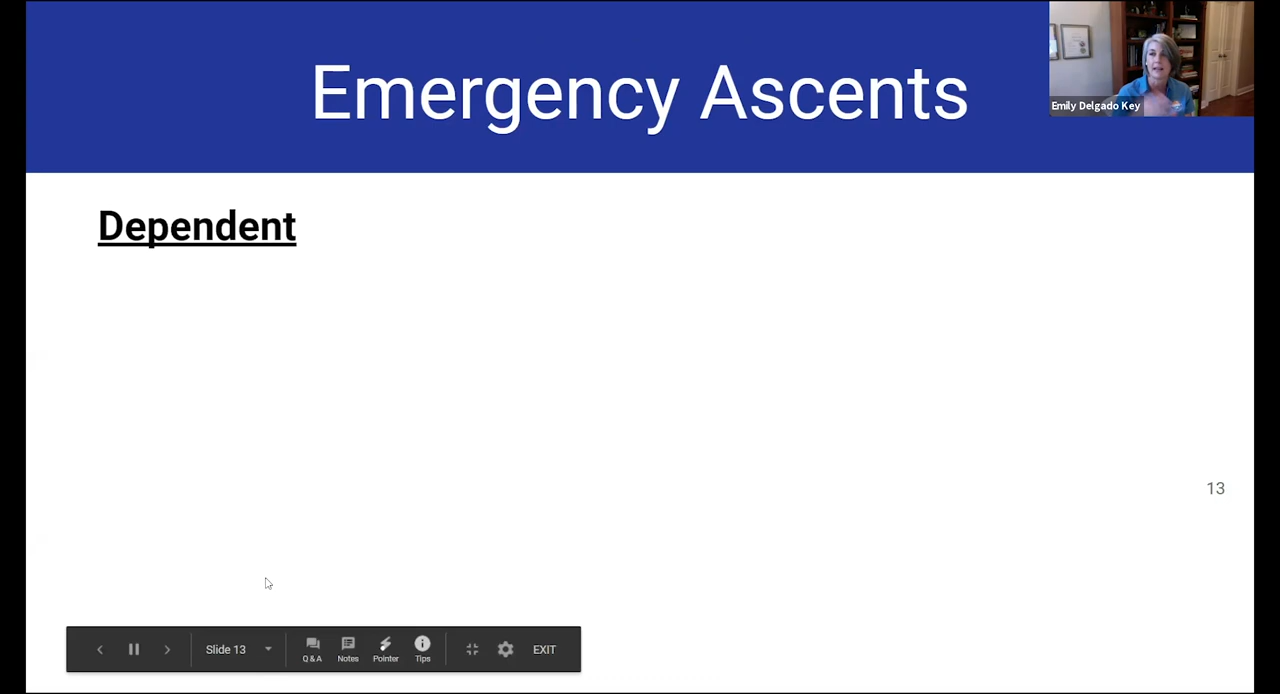 Emergency Ascents
Emily Delgado Key
Dependent
13
Slide 13
Q & A
Notes
Pointer
Tips
EXIT